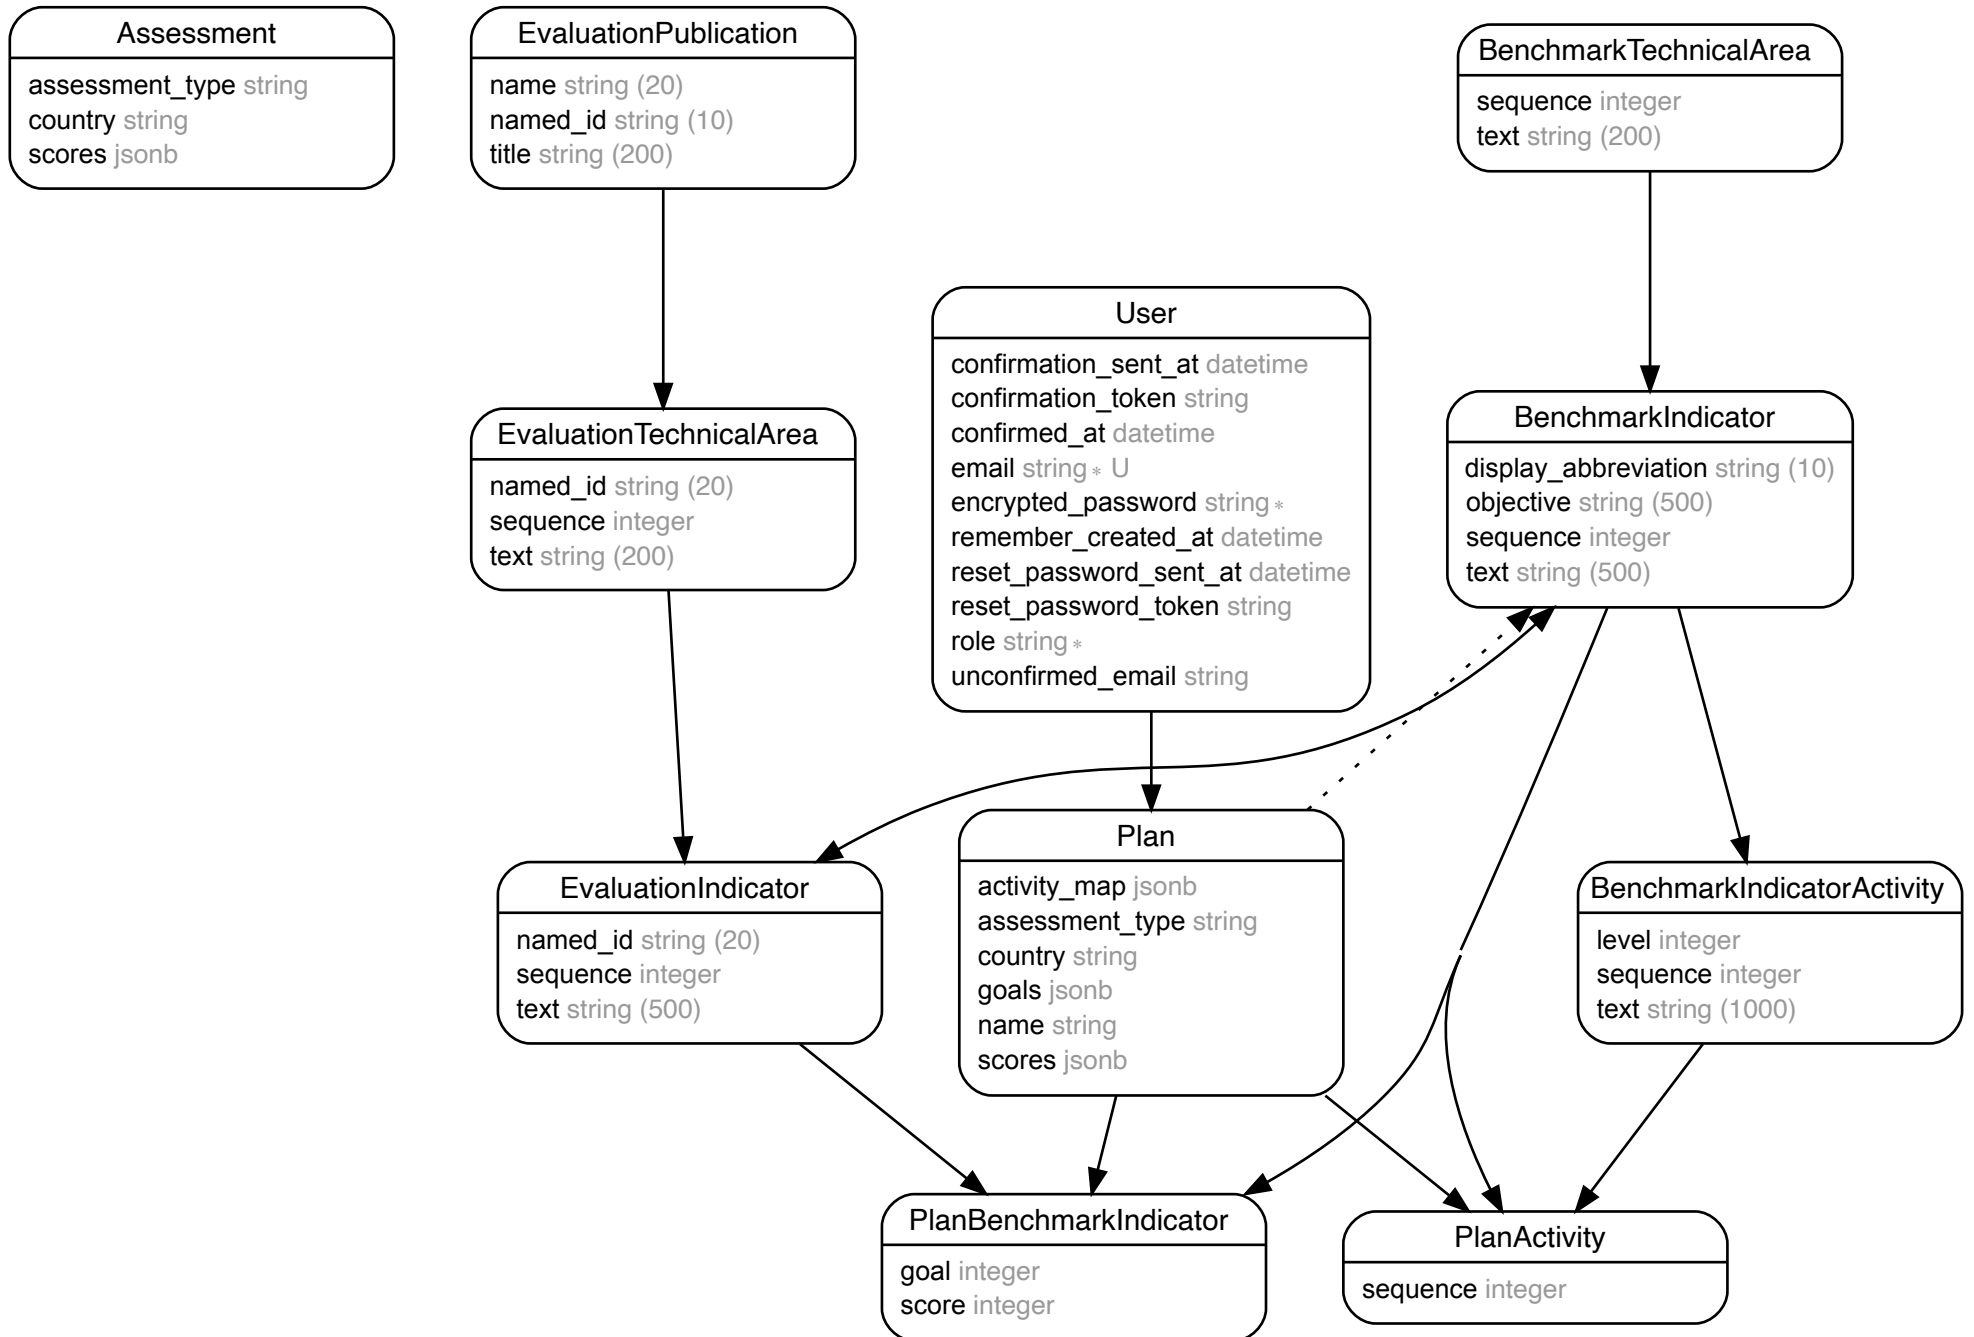 Assessment
assessment_type string
country string
scores jsonb
EvaluationPublication
name string (20)
named_id string (10)
title string (200)
BenchmarkTechnicalArea
sequence integer
text string (200)
User
confirmation_sent_at datetime
confirmation_token string
confirmed_at datetime
email string∗ U
encrypted_password string∗
remember_created_at datetime
reset_password_sent_at datetime
reset_password_token string
role string∗
unconfirmed_email string
EvaluationTechnicalArea
named_id string (20)
sequence integer
text string (200)
BenchmarkIndicator
display_abbreviation string (10)
objective string (500)
sequence integer
text string (500)
EvaluationIndicator
named_id string (20)
sequence integer
text string (500)
Plan
activity_map jsonb
assessment_type string
country string
goals jsonb
name string
scores jsonb
BenchmarkIndicatorActivity
level integer
sequence integer
text string (1000)
PlanBenchmarkIndicator
goal integer
score integer
PlanActivity
sequence integer